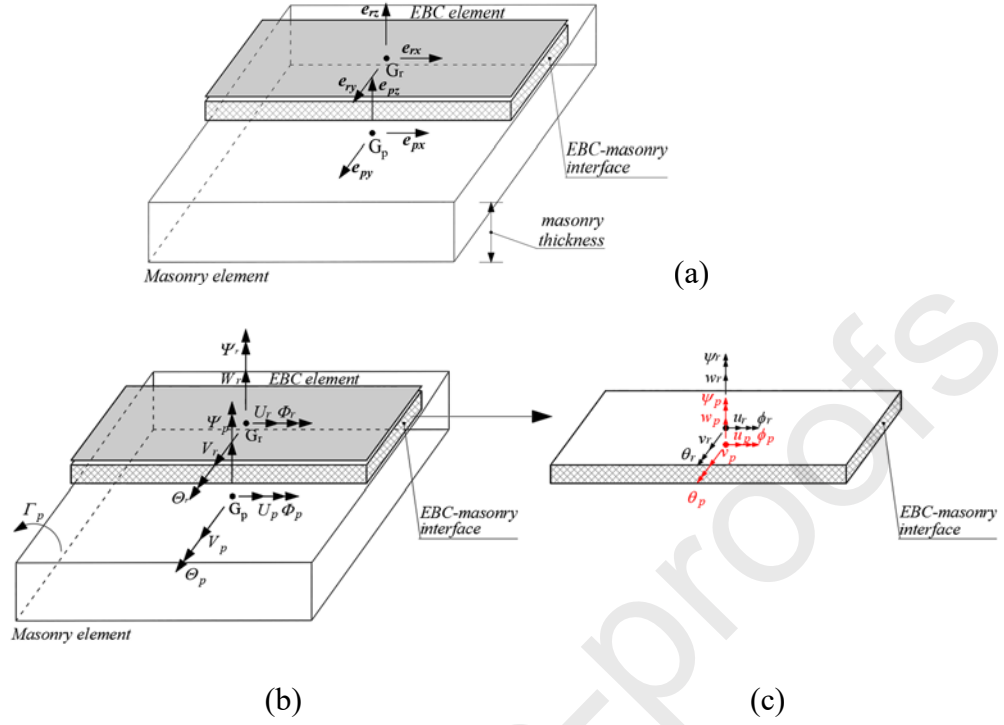 e_rz EBC element
e_rx
G_r
e_ry e_pz
G_p e_px
e_py
EBC-masonry
interface
masonry
thickness
Masonry element
(a)
Ψ_r
W_r EBC element
Ψ_p U_r Φ_r
G_r
V_r
Θ_r
G_p U_p Φ_p
Γ_p
V_p
Θ_p
EBC-masonry
interface
Masonry element
(b)
ψ_r
w_r
ψ_p
w_p u_r ϕ_r
v_r u_p ϕ_p
θ_r v_p
θ_p
EBC-masonry
interface
(c)
-proofs